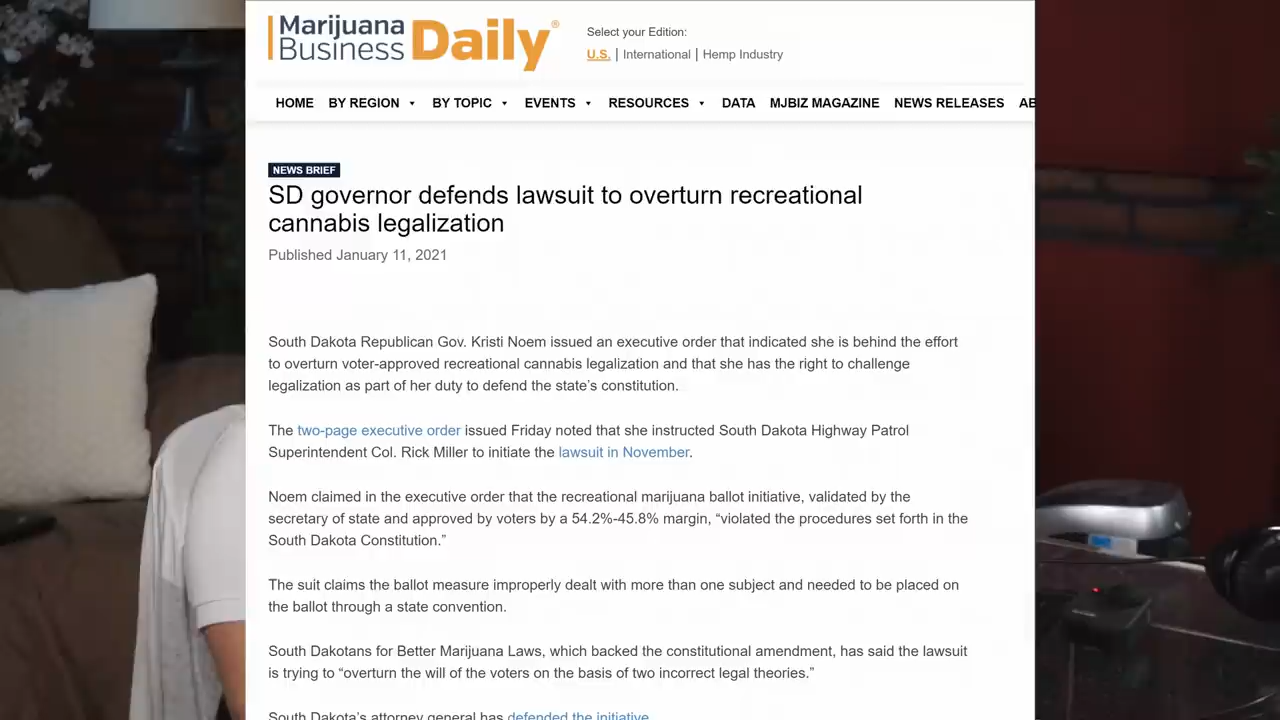 Marijuana
Business Daily®
Select your Edition:
U.S. | International | Hemp Industry
HOME BY REGION BY TOPIC EVENTS RESOURCES DATA MJBIZ MAGAZINE NEWS RELEASES AB
NEWS BRIEF
SD governor defends lawsuit to overturn recreational
cannabis legalization
Published January 11, 2021
South Dakota Republican Gov. Kristi Noem issued an executive order that indicated she is behind the effort
to overturn voter-approved recreational cannabis legalization and that she has the right to challenge
legalization as part of her duty to defend the state’s constitution.
The two-page executive order issued Friday noted that she instructed South Dakota Highway Patrol
Superintendent Col. Rick Miller to initiate the lawsuit in November.
Noem claimed in the executive order that the recreational marijuana ballot initiative, validated by the
secretary of state and approved by voters by a 54.2%-45.8% margin, “violated the procedures set forth in the
South Dakota Constitution.”
The suit claims the ballot measure improperly dealt with more than one subject and needed to be placed on
the ballot through a state convention.
South Dakotans for Better Marijuana Laws, which backed the constitutional amendment, has said the lawsuit
is trying to “overturn the will of the voters on the basis of two incorrect legal theories.”
South Dakota’s attorney general has defended the initiative